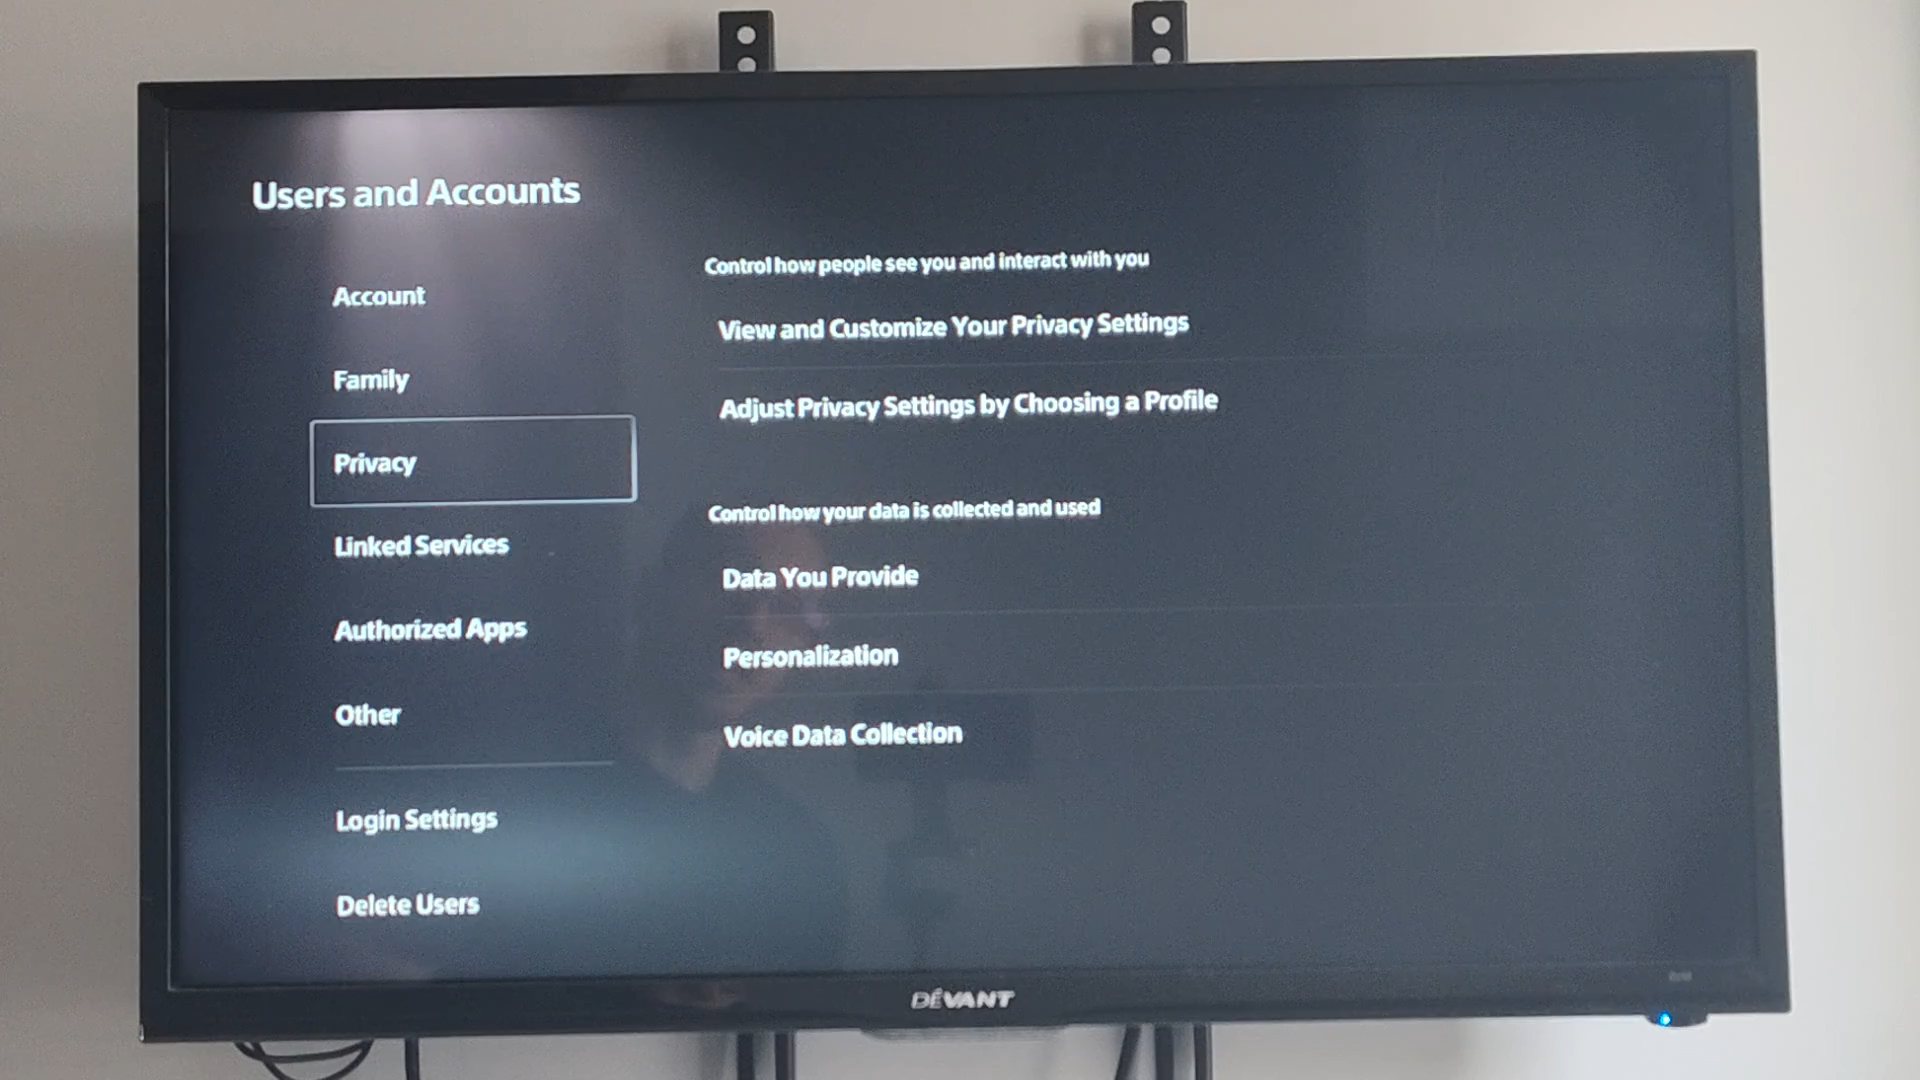 Users and Accounts
Account
Family
Privacy
Linked Services
Authorized Apps
Other
Login Settings
Delete Users
Control how people see you and interact with you
View and Customize Your Privacy Settings
Adjust Privacy Settings by Choosing a Profile
Control how your data is collected and used
Data You Provide
Personalization
Voice Data Collection
DEVANT